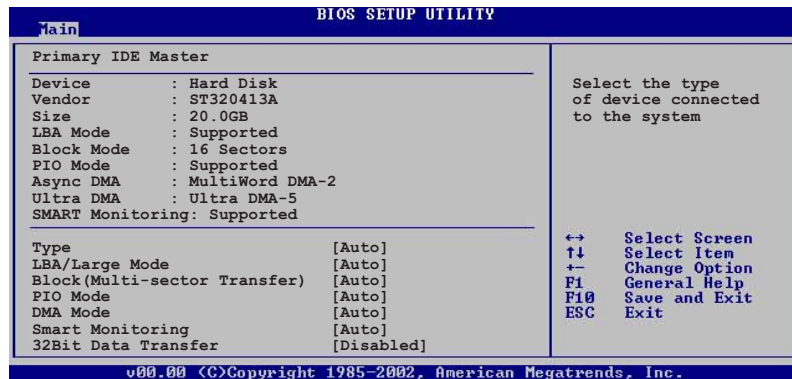 BIOS SETUP UTILITY
Main
Primary IDE Master
Device : Hard Disk
Vendor : ST320413A
Size : 20.0GB
LBA Mode : Supported
Block Mode : 16 Sectors
PIO Mode : Supported
Async DMA : MultiWord DMA-2
Ultra DMA : Ultra DMA-5
SMART Monitoring: Supported
Type [Auto]
LBA/Large Mode [Auto]
Block(Multi-sector Transfer) [Auto]
PIO Mode [Auto]
DMA Mode [Auto]
Smart Monitoring [Auto]
32Bit Data Transfer [Disabled]
Select the type
of device connected
to the system
↔ Select Screen
↑↓ Select Item
+- Change Option
F1 General Help
F10 Save and Exit
ESC Exit
v00.00 (C)Copyright 1985-2002, American Megatrends, Inc.